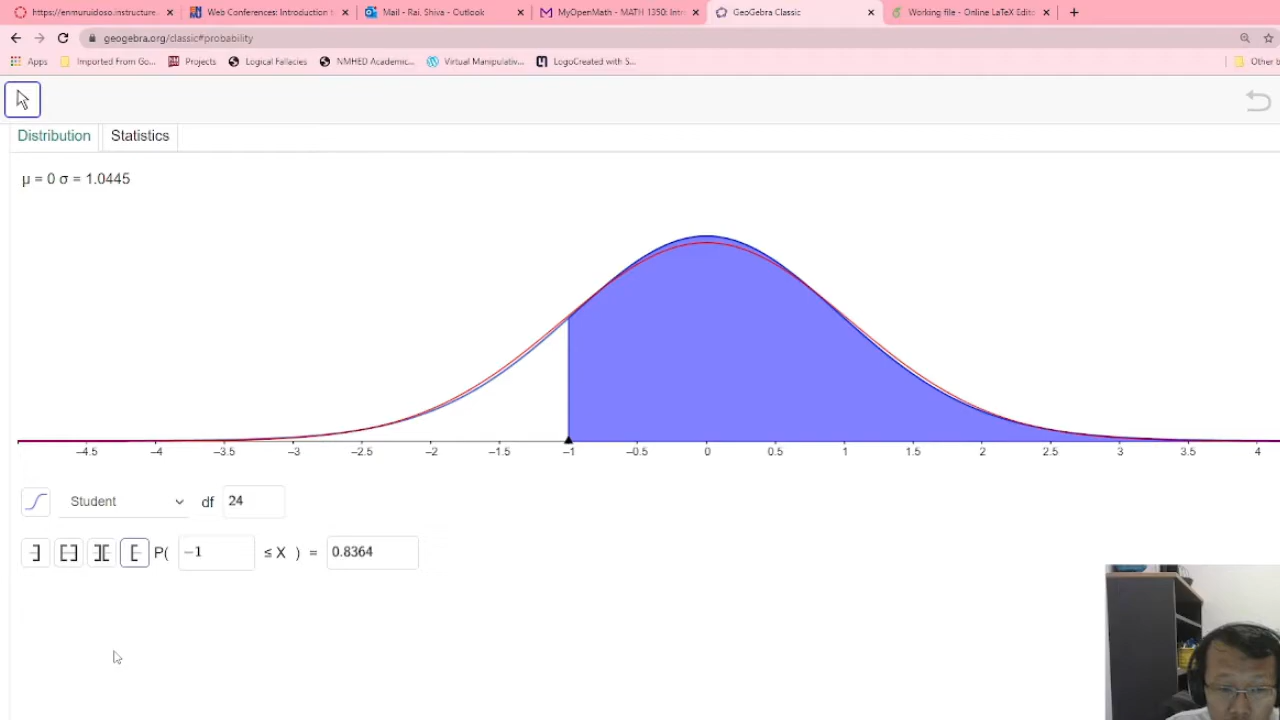 https://enmuruidoso.instructure Web Conferences: Introduction t Mail - Rai, Shiva - Outlook MyOpenMath - MATH 1350: Intr GeoGebra Classic Working file - Online LaTeX Edito
geogebra.org/classic#probability
Apps Imported From Go... Projects Logical Fallacies NMHED Academic... Virtual Manipulativ... LogoCreated with S... Other b
Distribution Statistics
μ = 0 σ = 1.0445
−4.5 −4 −3.5 −3 −2.5 −2 −1.5 −1 −0.5 0 0.5 1 1.5 2 2.5 3 3.5 4
Student df 24
P( −1 ≤ X ) = 0.8364